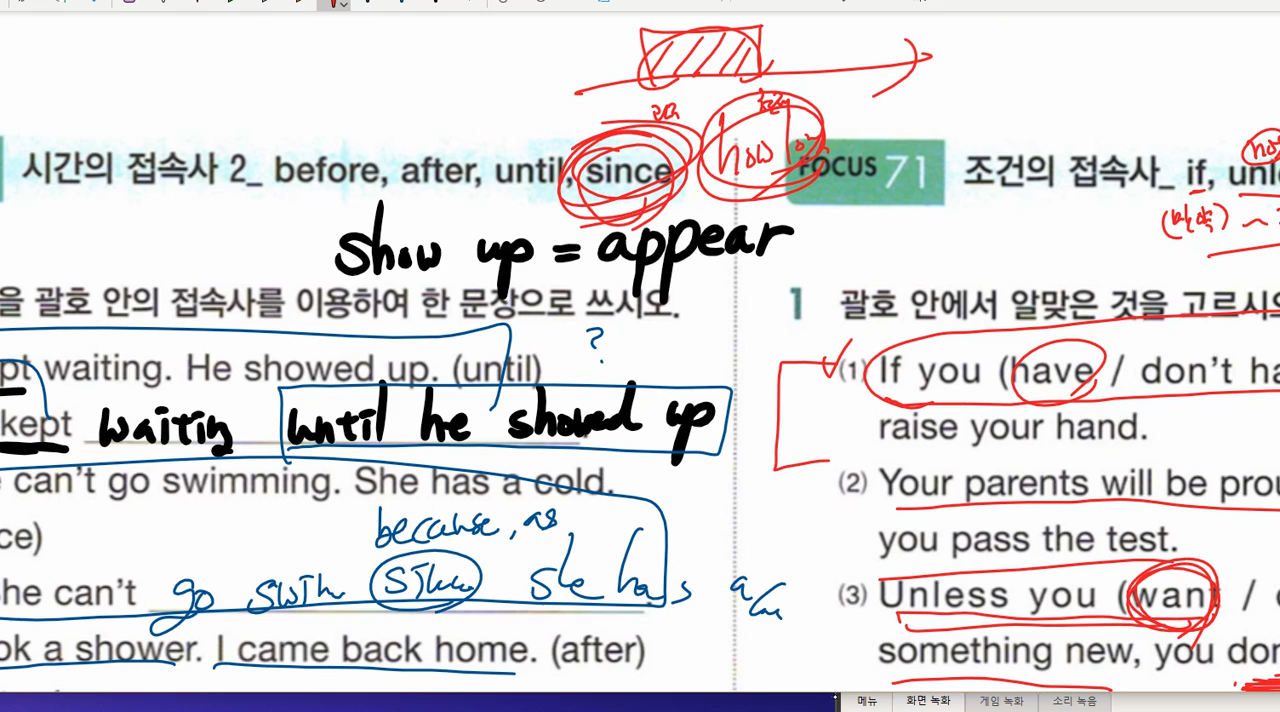 시간의 접속사 2_ before, after, until, since
show up = appear
을 괄호 안의 접속사를 이용하여 한 문장으로 쓰시오.
?
pt waiting. He showed up. (until)
kept waiting until he showed up
can't go swimming. She has a cold.
because, as
ce)
he can't go swim since she has a
ok a shower. I came back home. (after)
과거
how
FOCUS 71
조건의 접속사_ if, unl
not
1 괄호 안에서 알맞은 것을 고르시오
(1) If you (have / don't ha
raise your hand.
(2) Your parents will be prou
you pass the test.
(3) Unless you (want /
something new, you don
메뉴 화면 녹화 게임 녹화 소리 녹음